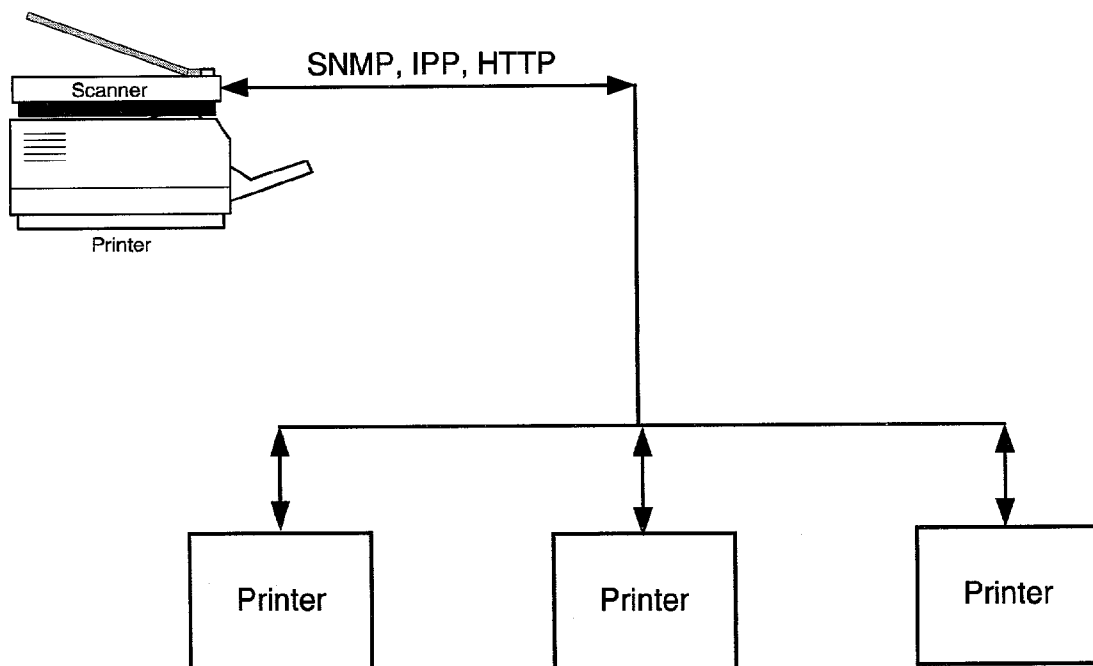 SNMP, IPP, HTTP
Scanner
Printer
Printer
Printer
Printer